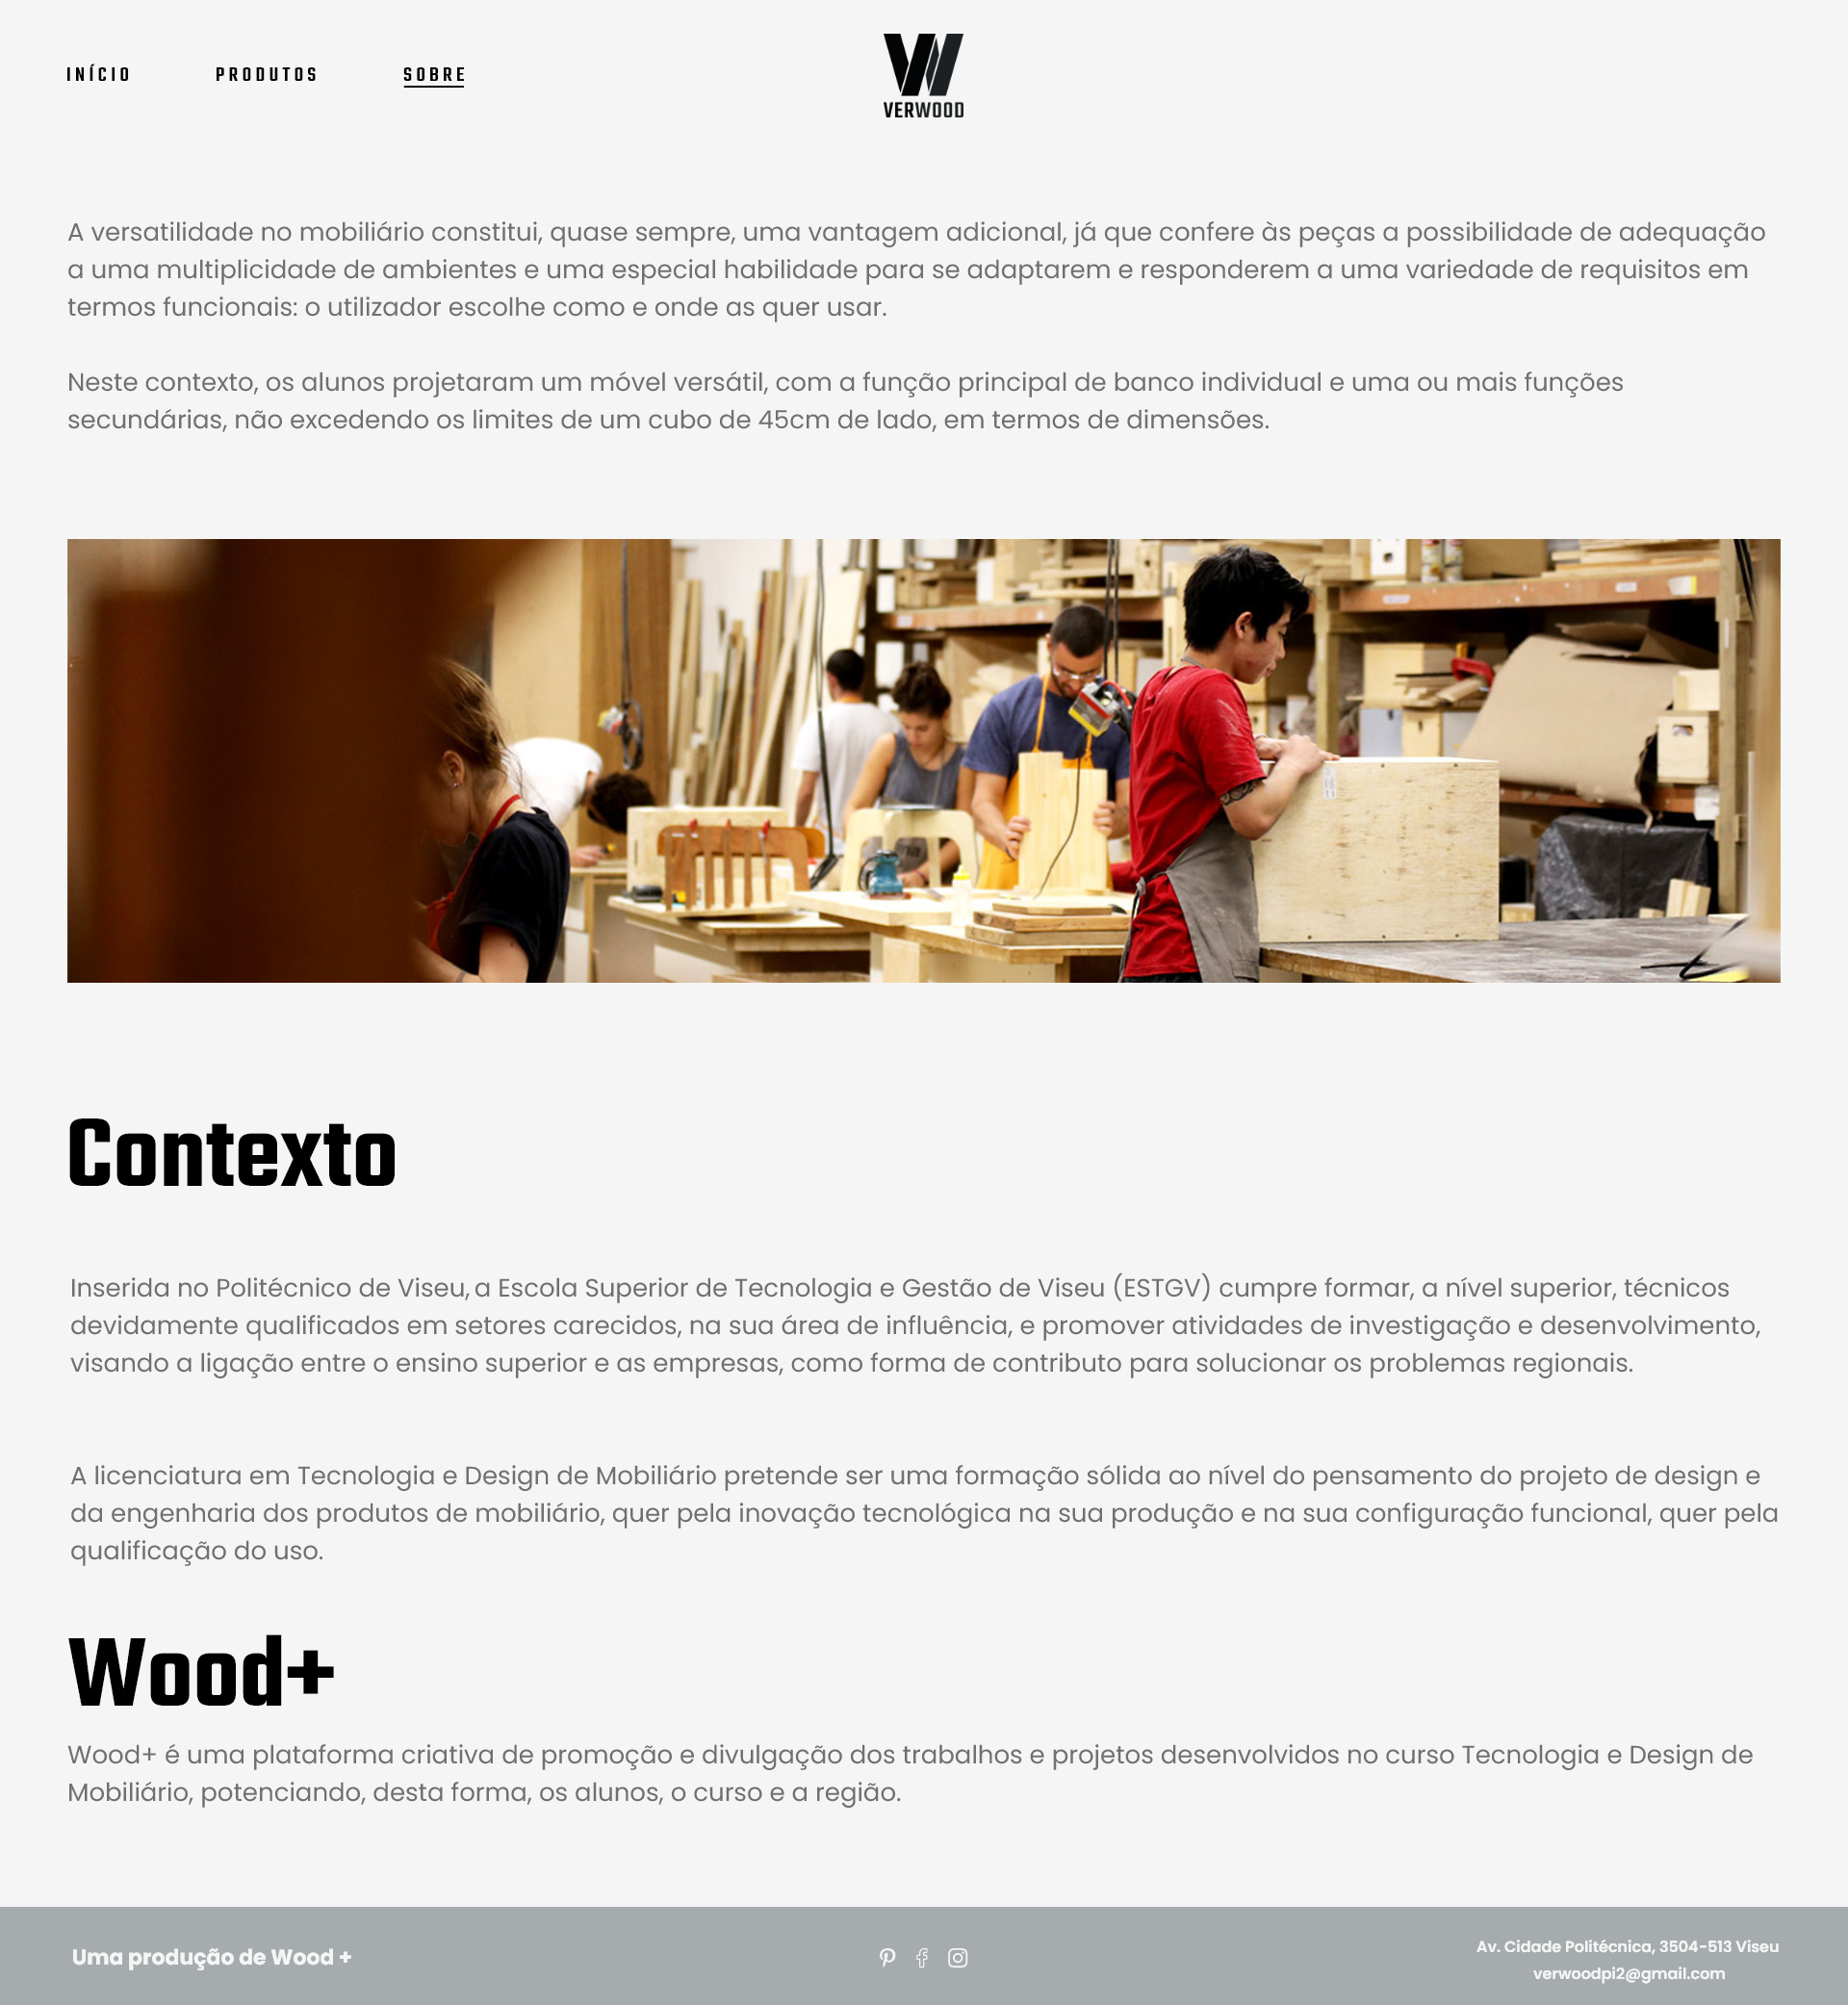 INÍCIO
PRODUTOS
SOBRE
VERWOOD
A versatilidade no mobiliário constitui, quase sempre, uma vantagem adicional, já que confere às peças a possibilidade de adequação
a uma multiplicidade de ambientes e uma especial habilidade para se adaptarem e responderem a uma variedade de requisitos em
termos funcionais: o utilizador escolhe como e onde as quer usar.
Neste contexto, os alunos projetaram um móvel versátil, com a função principal de banco individual e uma ou mais funções
secundárias, não excedendo os limites de um cubo de 45cm de lado, em termos de dimensões.
Contexto
Inserida no Politécnico de Viseu, a Escola Superior de Tecnologia e Gestão de Viseu (ESTGV) cumpre formar, a nível superior, técnicos
devidamente qualificados em setores carecidos, na sua área de influência, e promover atividades de investigação e desenvolvimento,
visando a ligação entre o ensino superior e as empresas, como forma de contributo para solucionar os problemas regionais.
A licenciatura em Tecnologia e Design de Mobiliário pretende ser uma formação sólida ao nível do pensamento do projeto de design e
da engenharia dos produtos de mobiliário, quer pela inovação tecnológica na sua produção e na sua configuração funcional, quer pela
qualificação do uso.
Wood+
Wood+ é uma plataforma criativa de promoção e divulgação dos trabalhos e projetos desenvolvidos no curso Tecnologia e Design de
Mobiliário, potenciando, desta forma, os alunos, o curso e a região.
Uma produção de Wood +
Av. Cidade Politécnica, 3504-513 Viseu
verwoodpi2@gmail.com